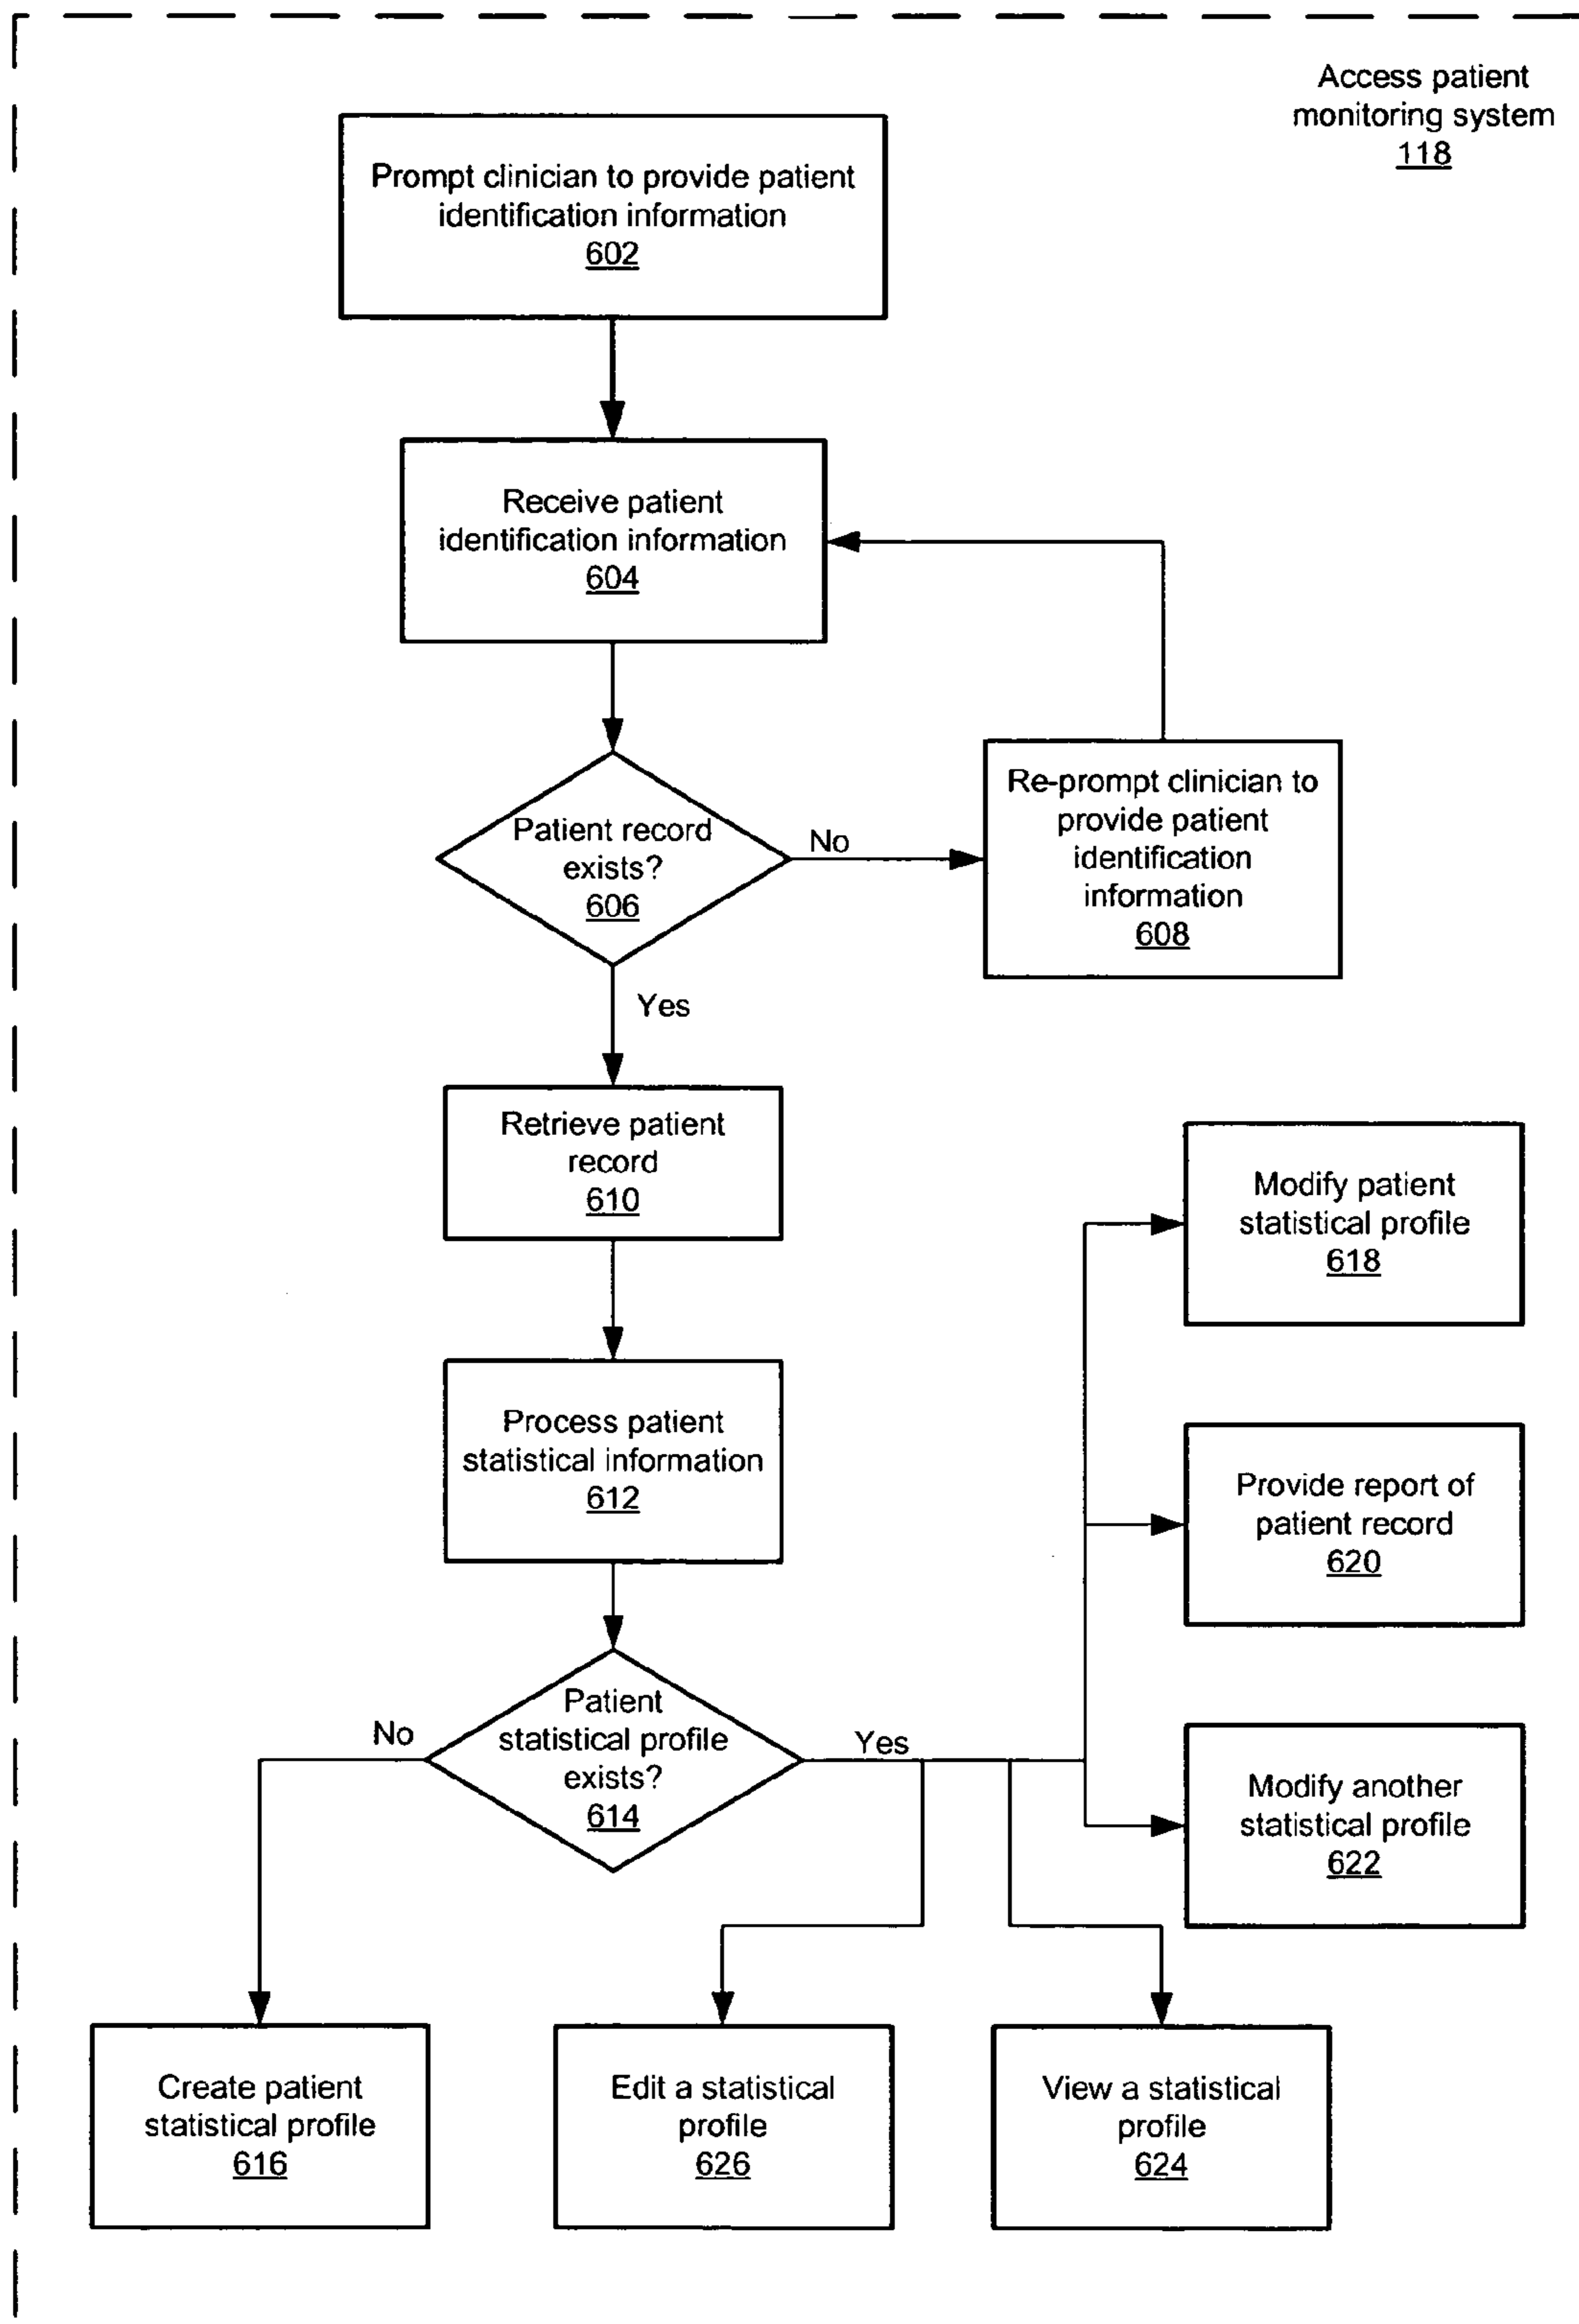 Access patient
monitoring system
118
Prompt clinician to provide patient
identification information
602
Receive patient
identification information
604
Patient record
exists?
606
No
Re-prompt clinician to
provide patient
identification
information
608
Yes
Retrieve patient
record
610
Modify patient
statistical profile
618
Process patient
statistical information
612
Provide report of
patient record
620
Patient
statistical profile
exists?
614
No
Yes
Modify another
statistical profile
622
Create patient
statistical profile
616
Edit a statistical
profile
626
View a statistical
profile
624